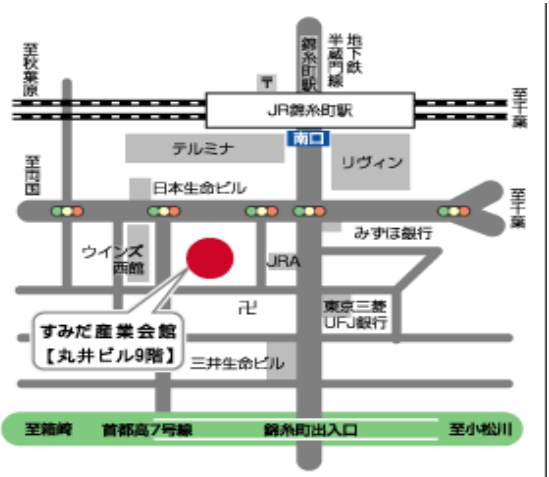 至秋葉原
錦糸町駅
地下鉄
半蔵門線
〒
JR錦糸町駅
至千葉
南口
テルミナ
リヴィン
至両国
日本生命ビル
至千葉
みずほ銀行
ウインズ
西館
JRA
卍
東京三菱
UFJ銀行
すみだ産業会館
【丸井ビル9階】
三井生命ビル
至箱崎
首都高7号線
錦糸町出入口
至小松川